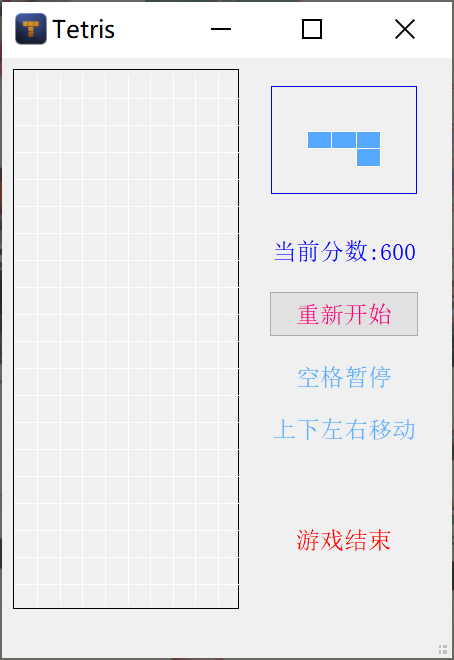 Tetris
当前分数:600
重新开始
空格暂停
上下左右移动
游戏结束